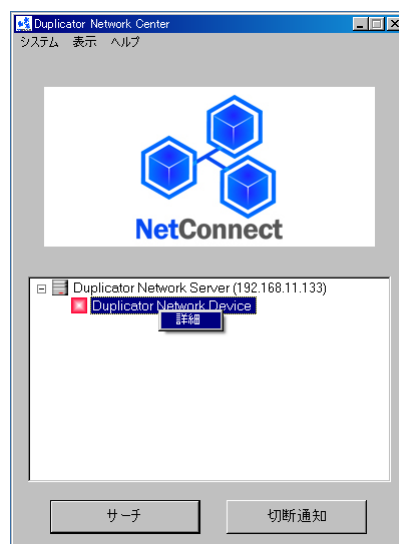 Duplicator Network Center
システム 表示 ヘルプ
NetConnect
Duplicator Network Server (192.168.11.133)
Duplicator Network Device
詳細
サーチ 切断通知